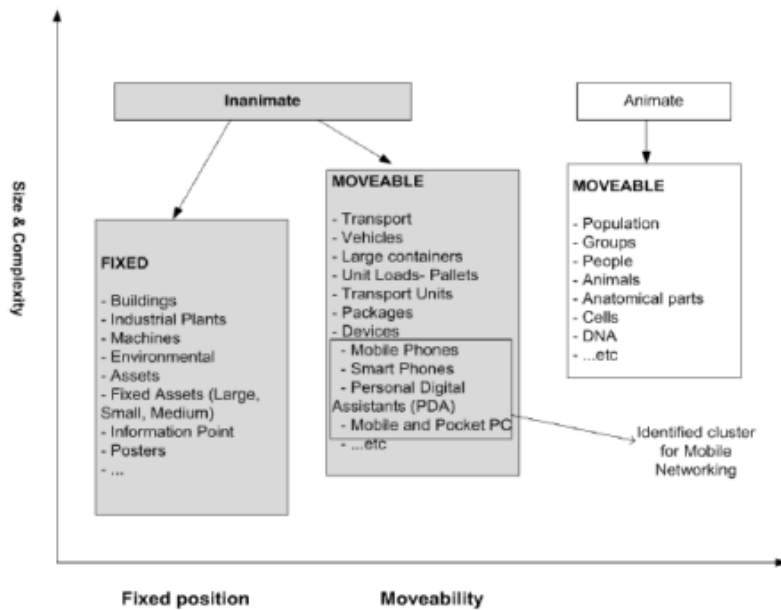 Size & Complexity
Inanimate
Animate
FIXED
- Buildings
- Industrial Plants
- Machines
- Environmental
- Assets
- Fixed Assets (Large,
Small, Medium)
- Information Point
- Posters
- ...
MOVEABLE
- Transport
- Vehicles
- Large containers
- Unit Loads- Pallets
- Transport Units
- Packages
- Devices
- Mobile Phones
- Smart Phones
- Personal Digital
Assistants (PDA)
- Mobile and Pocket PC
- ...etc
MOVEABLE
- Population
- Groups
- People
- Animals
- Anatomical parts
- Cells
- DNA
- ...etc
Identified cluster
for Mobile
Networking
Fixed position
Moveability